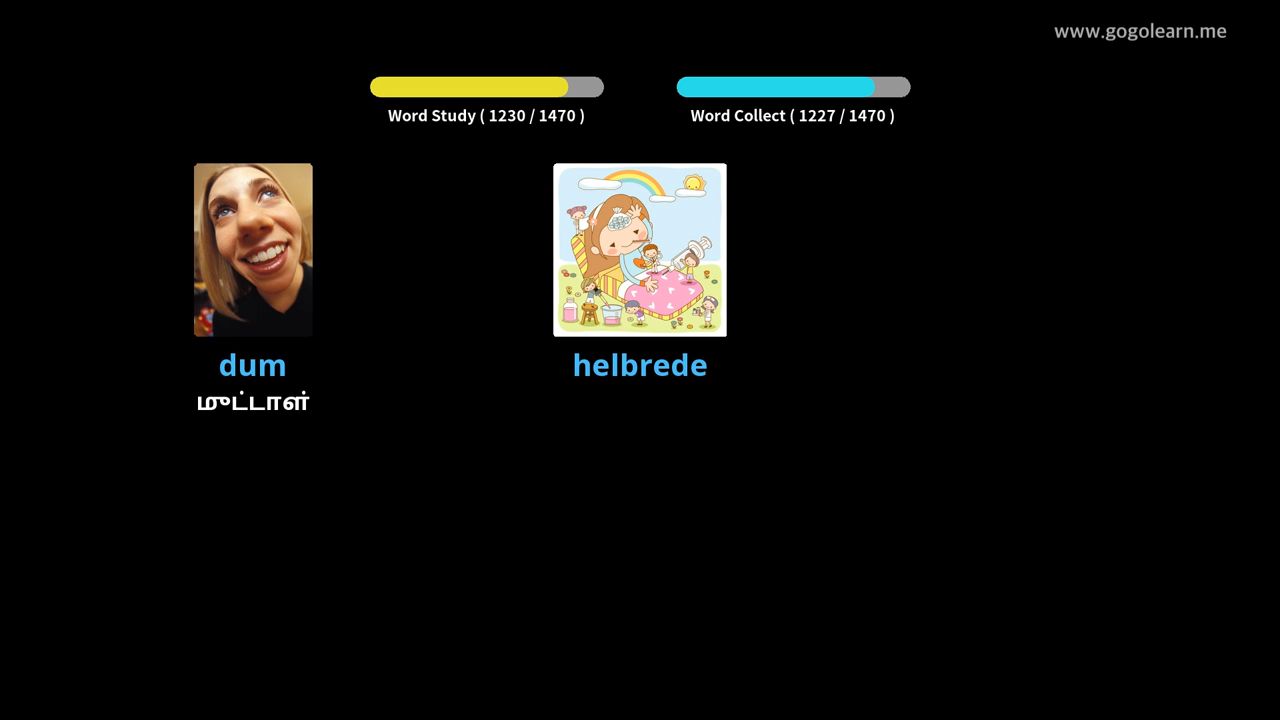 www.gogolearn.me
Word Study ( 1230 / 1470 )
Word Collect ( 1227 / 1470 )
dum
helbrede
முட்டாள்